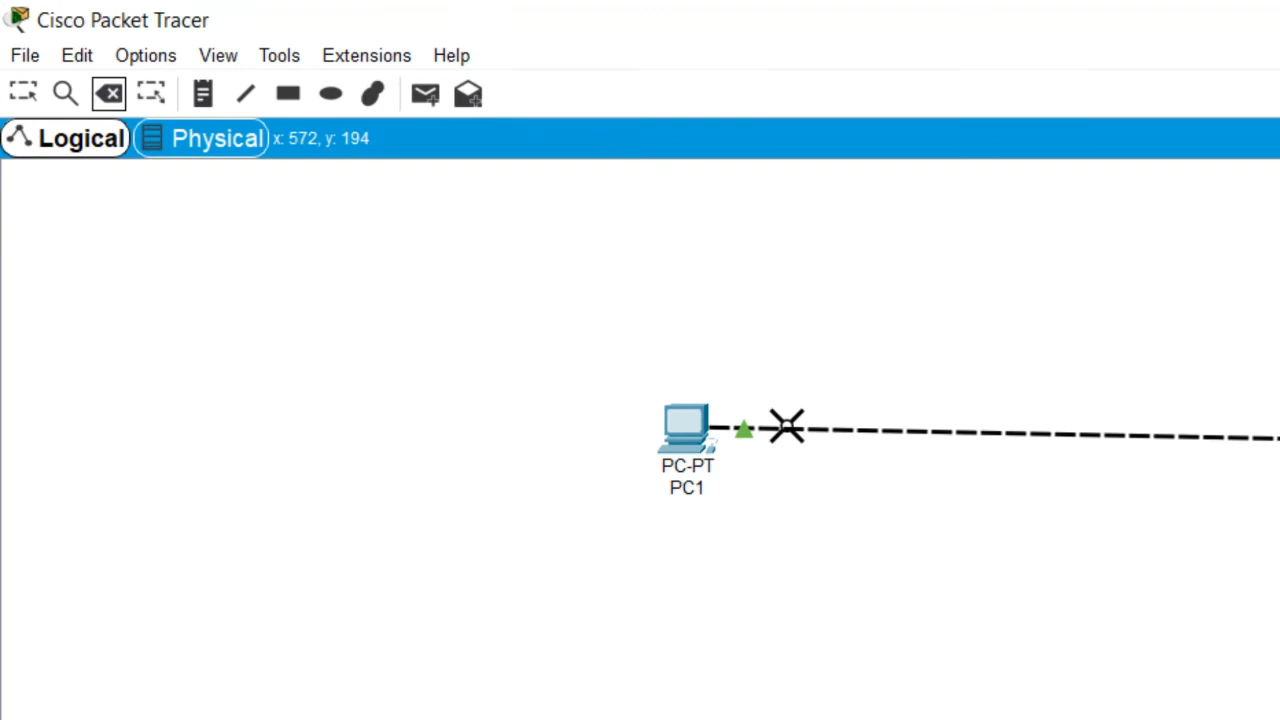 Cisco Packet Tracer
File Edit Options View Tools Extensions Help
Logical Physical x: 572, y: 194
PC-PT
PC1